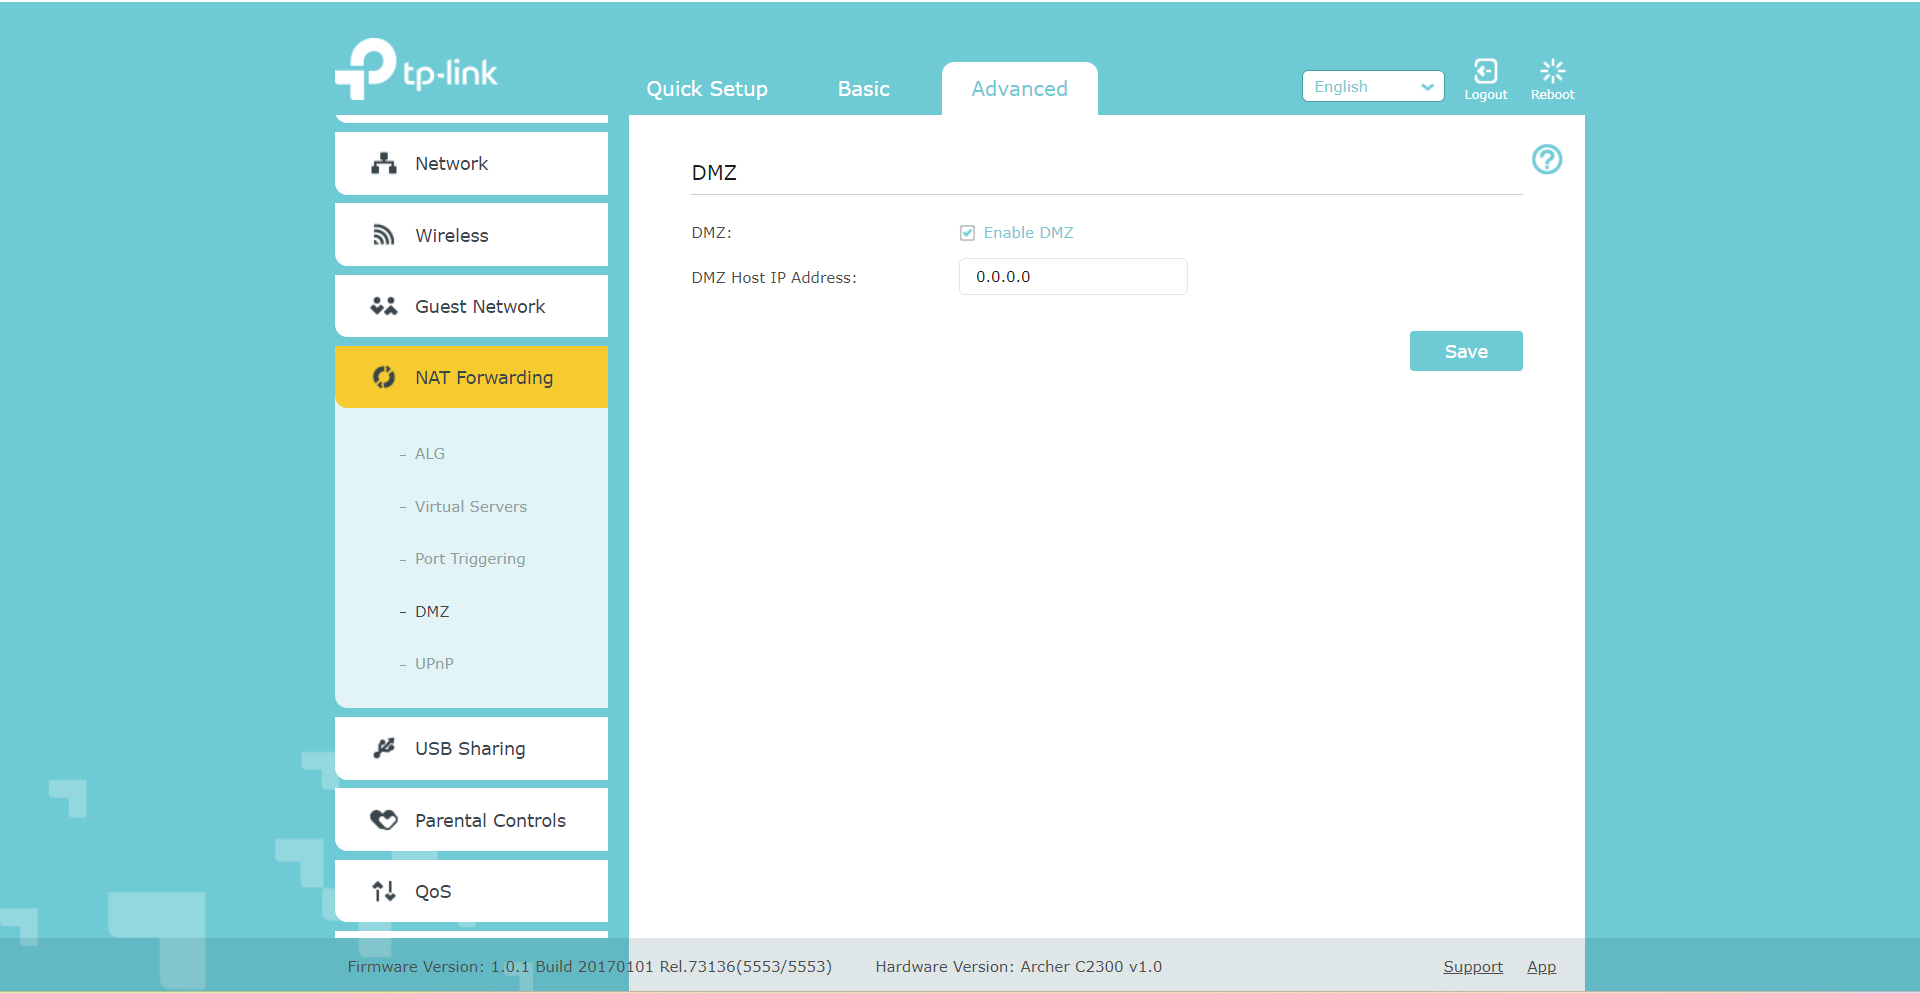 tp-link
Quick Setup
Basic
Advanced
English
Logout
Reboot
Network
Wireless
Guest Network
NAT Forwarding
– ALG
– Virtual Servers
– Port Triggering
– DMZ
– UPnP
USB Sharing
Parental Controls
QoS
DMZ
DMZ:
Enable DMZ
DMZ Host IP Address:
0.0.0.0
Save
Firmware Version: 1.0.1 Build 20170101 Rel.73136(5553/5553)
Hardware Version: Archer C2300 v1.0
Support
App